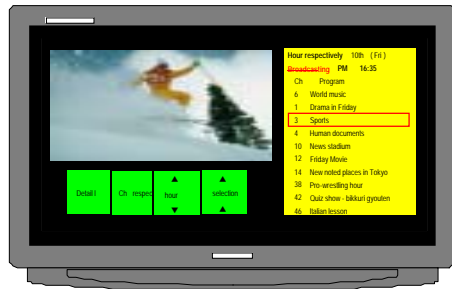 Hour respectively 10th (Fri)
Broadcasting PM 16:35
Ch Program
6 World music
1 Drama in Friday
3 Sports
4 Human documents
10 News stadium
12 Friday Movie
14 New noted places in Tokyo
38 Pro-wrestling hour
42 Quiz show - bikkuri gyouten
46 Italian lesson
Detail l
Ch respec
▲
hour
▼
▲
selection
▲